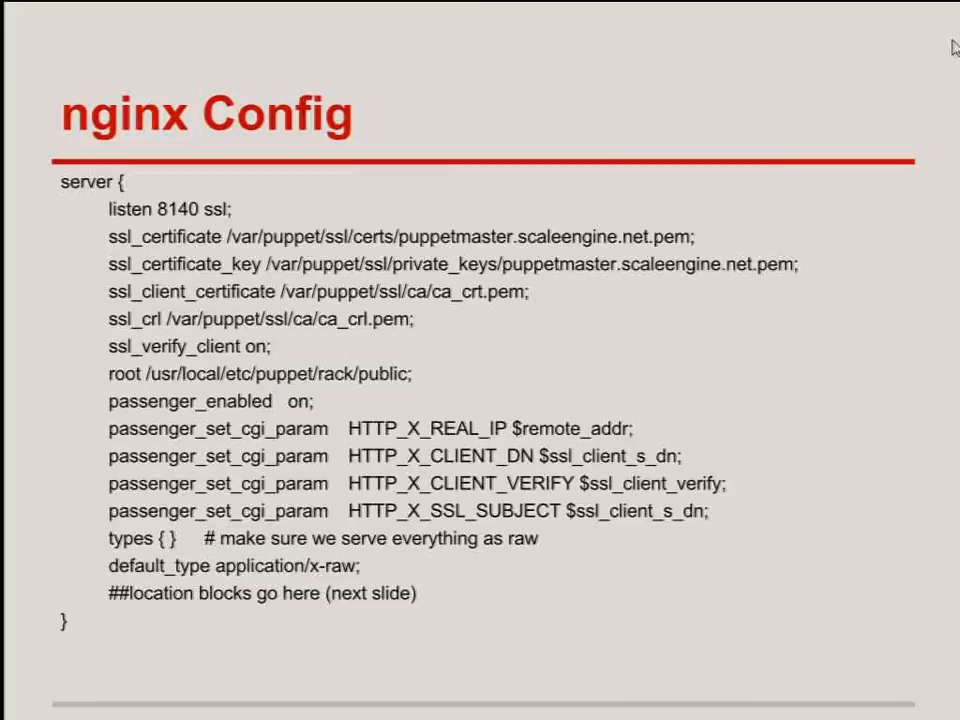 nginx Config
server {
listen 8140 ssl;
ssl_certificate /var/puppet/ssl/certs/puppetmaster.scaleengine.net.pem;
ssl_certificate_key /var/puppet/ssl/private_keys/puppetmaster.scaleengine.net.pem;
ssl_client_certificate /var/puppet/ssl/ca/ca_crt.pem;
ssl_crl /var/puppet/ssl/ca/ca_crl.pem;
ssl_verify_client on;
root /usr/local/etc/puppet/rack/public;
passenger_enabled on;
passenger_set_cgi_param HTTP_X_REAL_IP $remote_addr;
passenger_set_cgi_param HTTP_X_CLIENT_DN $ssl_client_s_dn;
passenger_set_cgi_param HTTP_X_CLIENT_VERIFY $ssl_client_verify;
passenger_set_cgi_param HTTP_X_SSL_SUBJECT $ssl_client_s_dn;
types { } # make sure we serve everything as raw
default_type application/x-raw;
##location blocks go here (next slide)
}